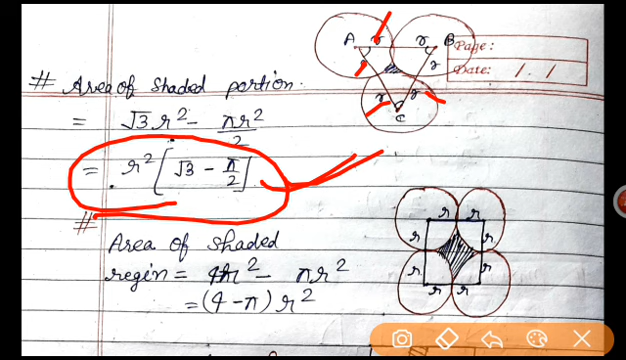 A r r B
r r
r r
C
Page:
Date: / . /
# Area of shaded portion.
= √3 r² - πr²/2
= r² [√3 - π/2]
#
Area of shaded
regin = 4r² - πr²
= (4-π) r²
r r
r r
r r
r r